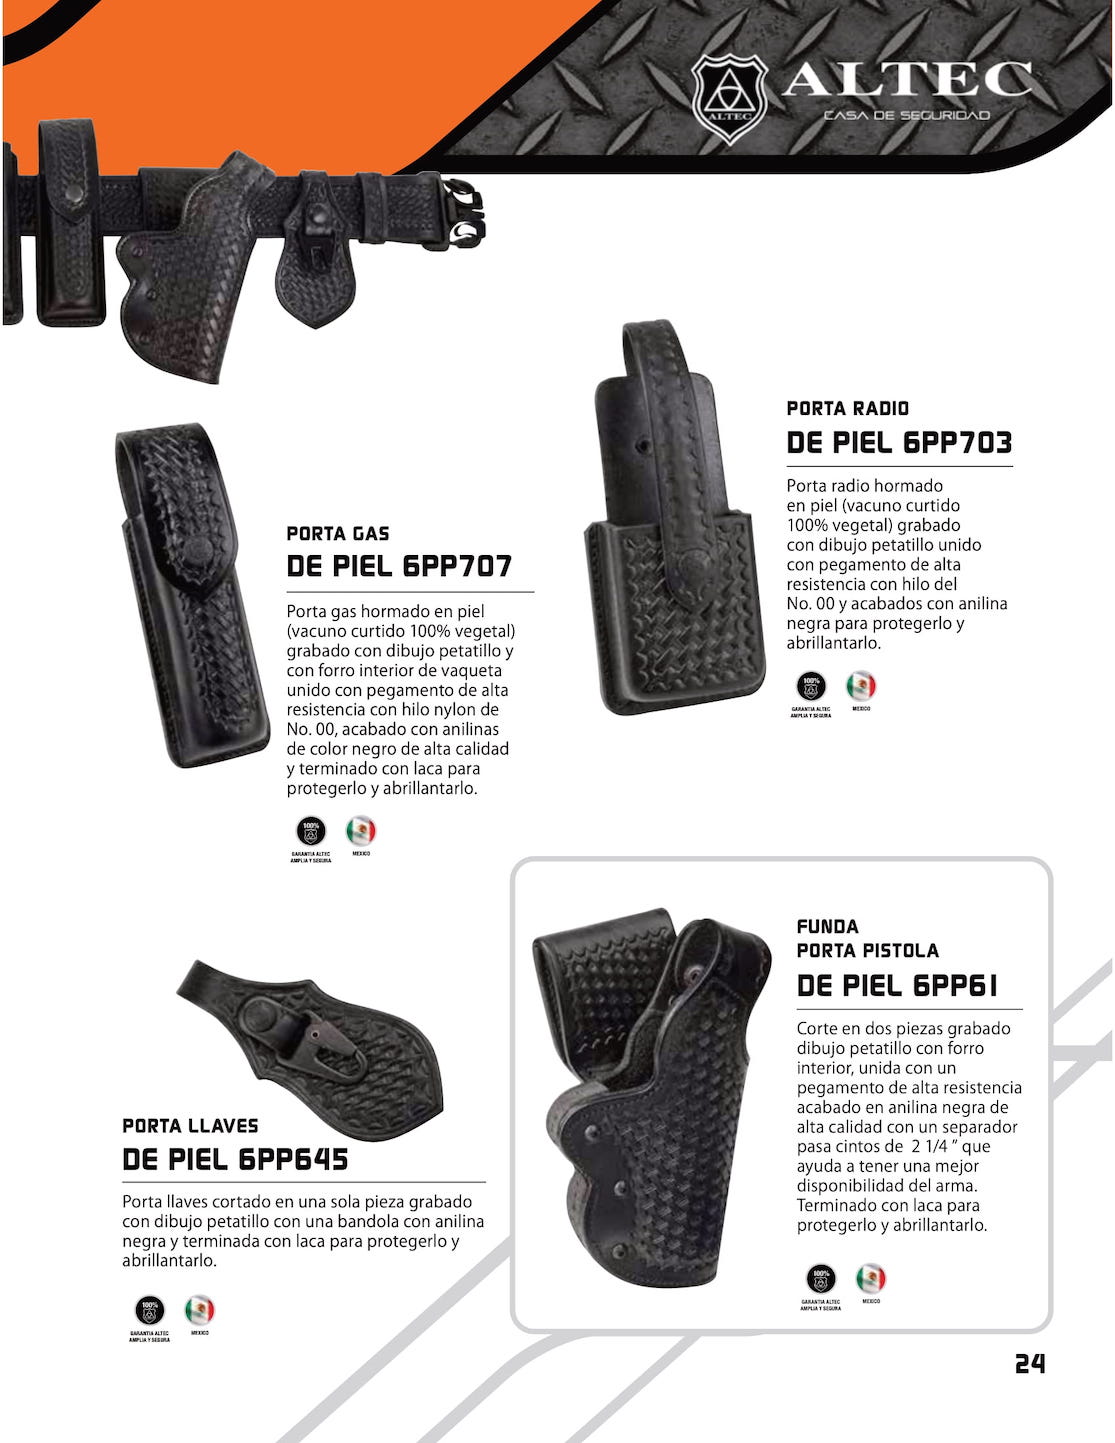 ALTEC
CASA DE SEGURIDAD
ALTEC
PORTA RADIO
DE PIEL 6PP703
Porta radio hormado
en piel (vacuno curtido
100% vegetal) grabado
con dibujo petatillo unido
con pegamento de alta
resistencia con hilo del
No. 00 y acabados con anilina
negra para protegerlo y
abrillantarlo.
100%
GARANTIA ALTEC
AMPLIA Y SEGURA
MEXICO
PORTA GAS
DE PIEL 6PP707
Porta gas hormado en piel
(vacuno curtido 100% vegetal)
grabado con dibujo petatillo y
con forro interior de vaqueta
unido con pegamento de alta
resistencia con hilo nylon de
No. 00, acabado con anilinas
de color negro de alta calidad
y terminado con laca para
protegerlo y abrillantarlo.
100%
GARANTIA ALTEC
AMPLIA Y SEGURA
MEXICO
PORTA LLAVES
DE PIEL 6PP645
Porta llaves cortado en una sola pieza grabado
con dibujo petatillo con una bandola con anilina
negra y terminada con laca para protegerlo y
abrillantarlo.
100%
GARANTIA ALTEC
AMPLIA Y SEGURA
MEXICO
FUNDA
PORTA PISTOLA
DE PIEL 6PP61
Corte en dos piezas grabado
dibujo petatillo con forro
interior, unida con un
pegamento de alta resistencia
acabado en anilina negra de
alta calidad con un separador
pasa cintos de  2 1/4 ” que
ayuda a tener una mejor
disponibilidad del arma.
Terminado con laca para
protegerlo y abrillantarlo.
100%
GARANTIA ALTEC
AMPLIA Y SEGURA
MEXICO
24